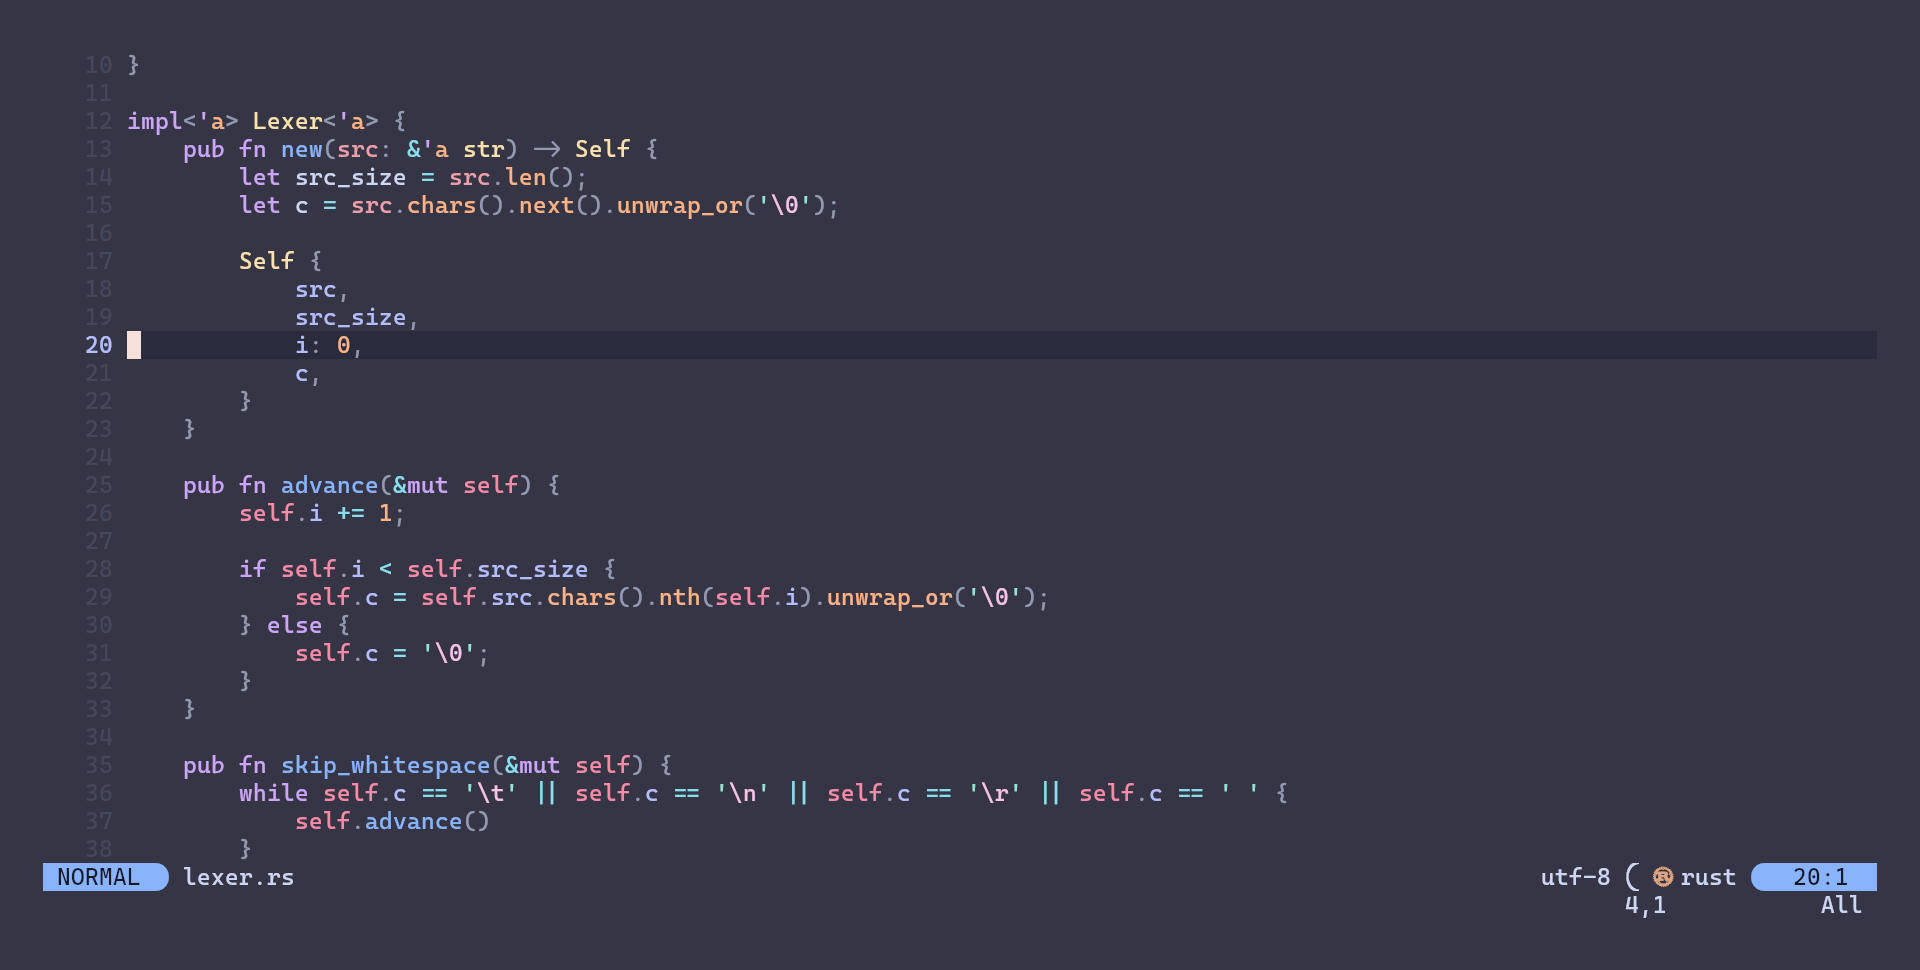 10 }
11
12 impl<'a> Lexer<'a> {
13     pub fn new(src: &'a str) -> Self {
14         let src_size = src.len();
15         let c = src.chars().next().unwrap_or('\0');
16
17         Self {
18             src,
19             src_size,
20             i: 0,
21             c,
22         }
23     }
24
25     pub fn advance(&mut self) {
26         self.i += 1;
27
28         if self.i < self.src_size {
29             self.c = self.src.chars().nth(self.i).unwrap_or('\0');
30         } else {
31             self.c = '\0';
32         }
33     }
34
35     pub fn skip_whitespace(&mut self) {
36         while self.c == '\t' || self.c == '\n' || self.c == '\r' || self.c == ' ' {
37             self.advance()
38         }
NORMAL lexer.rs utf-8 rust 20:1
4,1 All